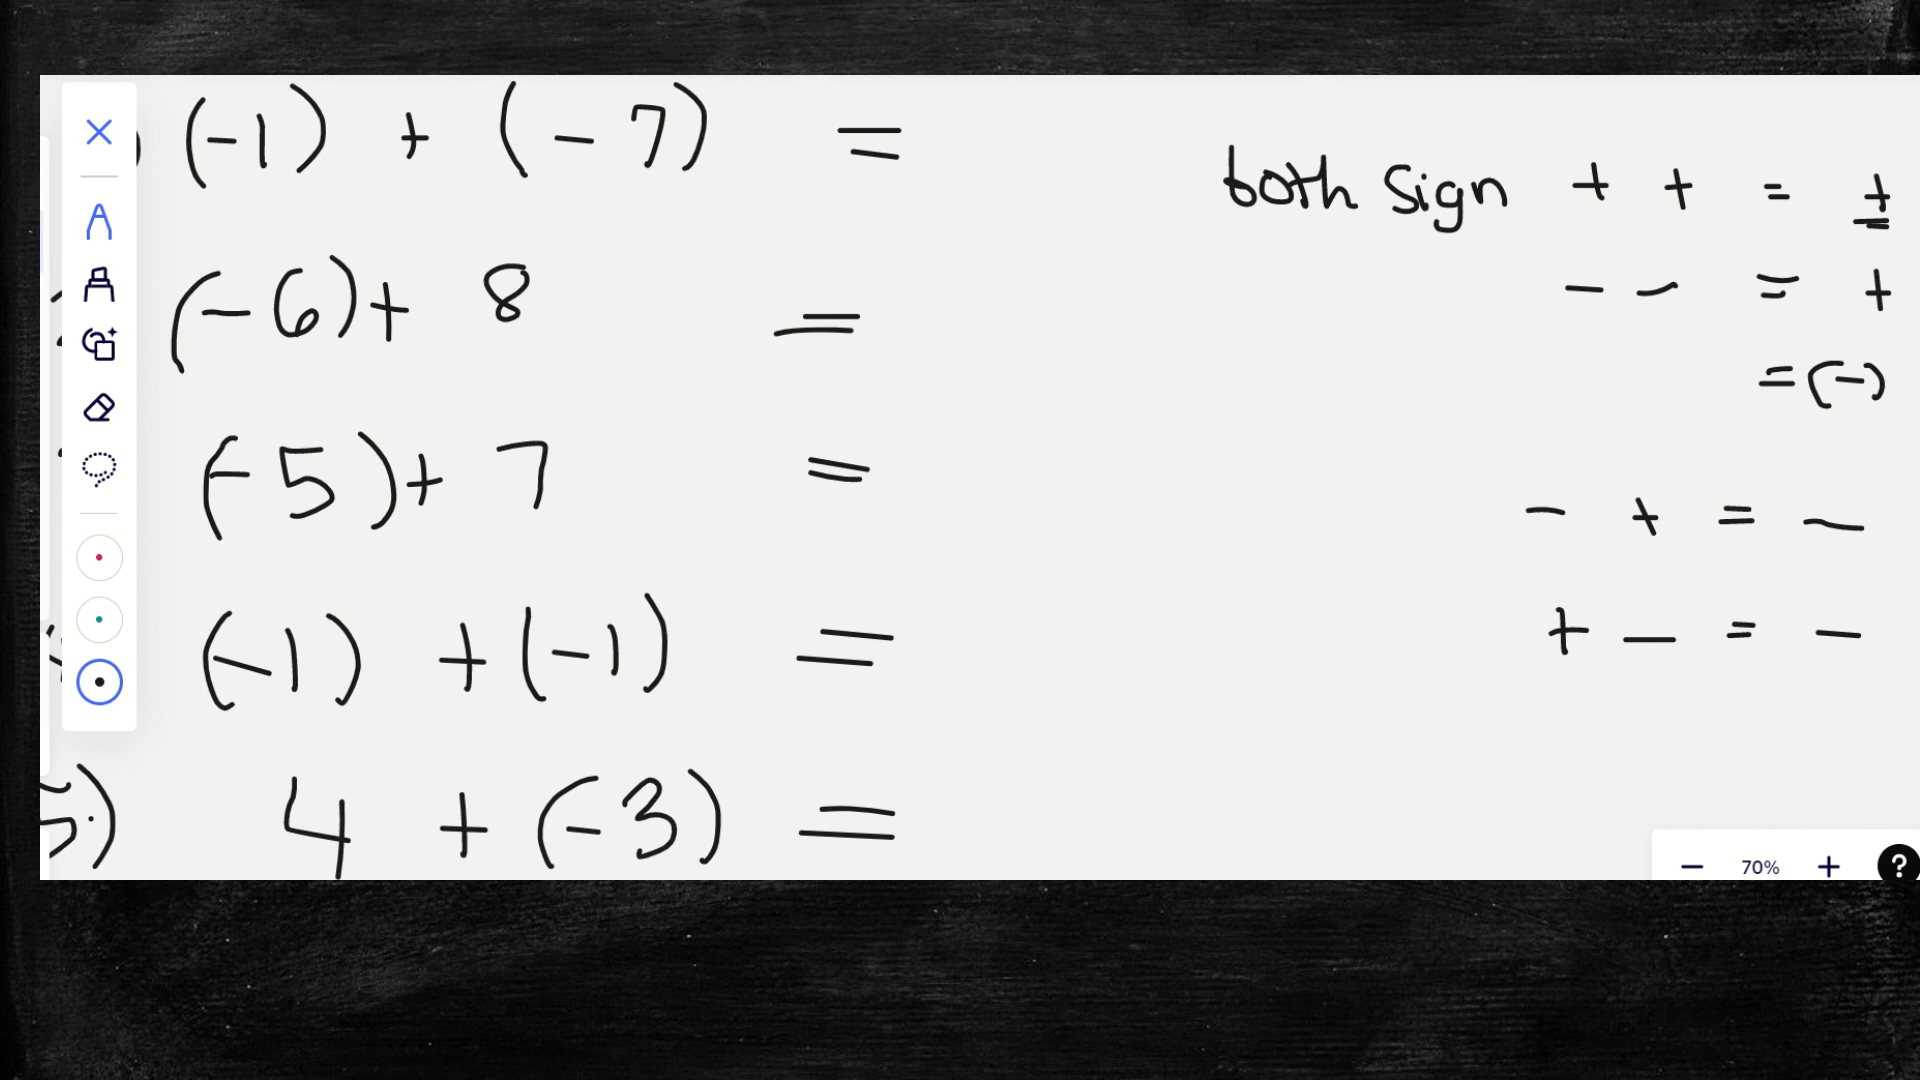 (-1) + (-7) =
(-6)+ 8 =
(-5)+ 7 =
(-1) +(-1) =
5) 4 + (-3) =
both sign + + = +
- - = +
=(-)
- + = -
+ - = -
70%